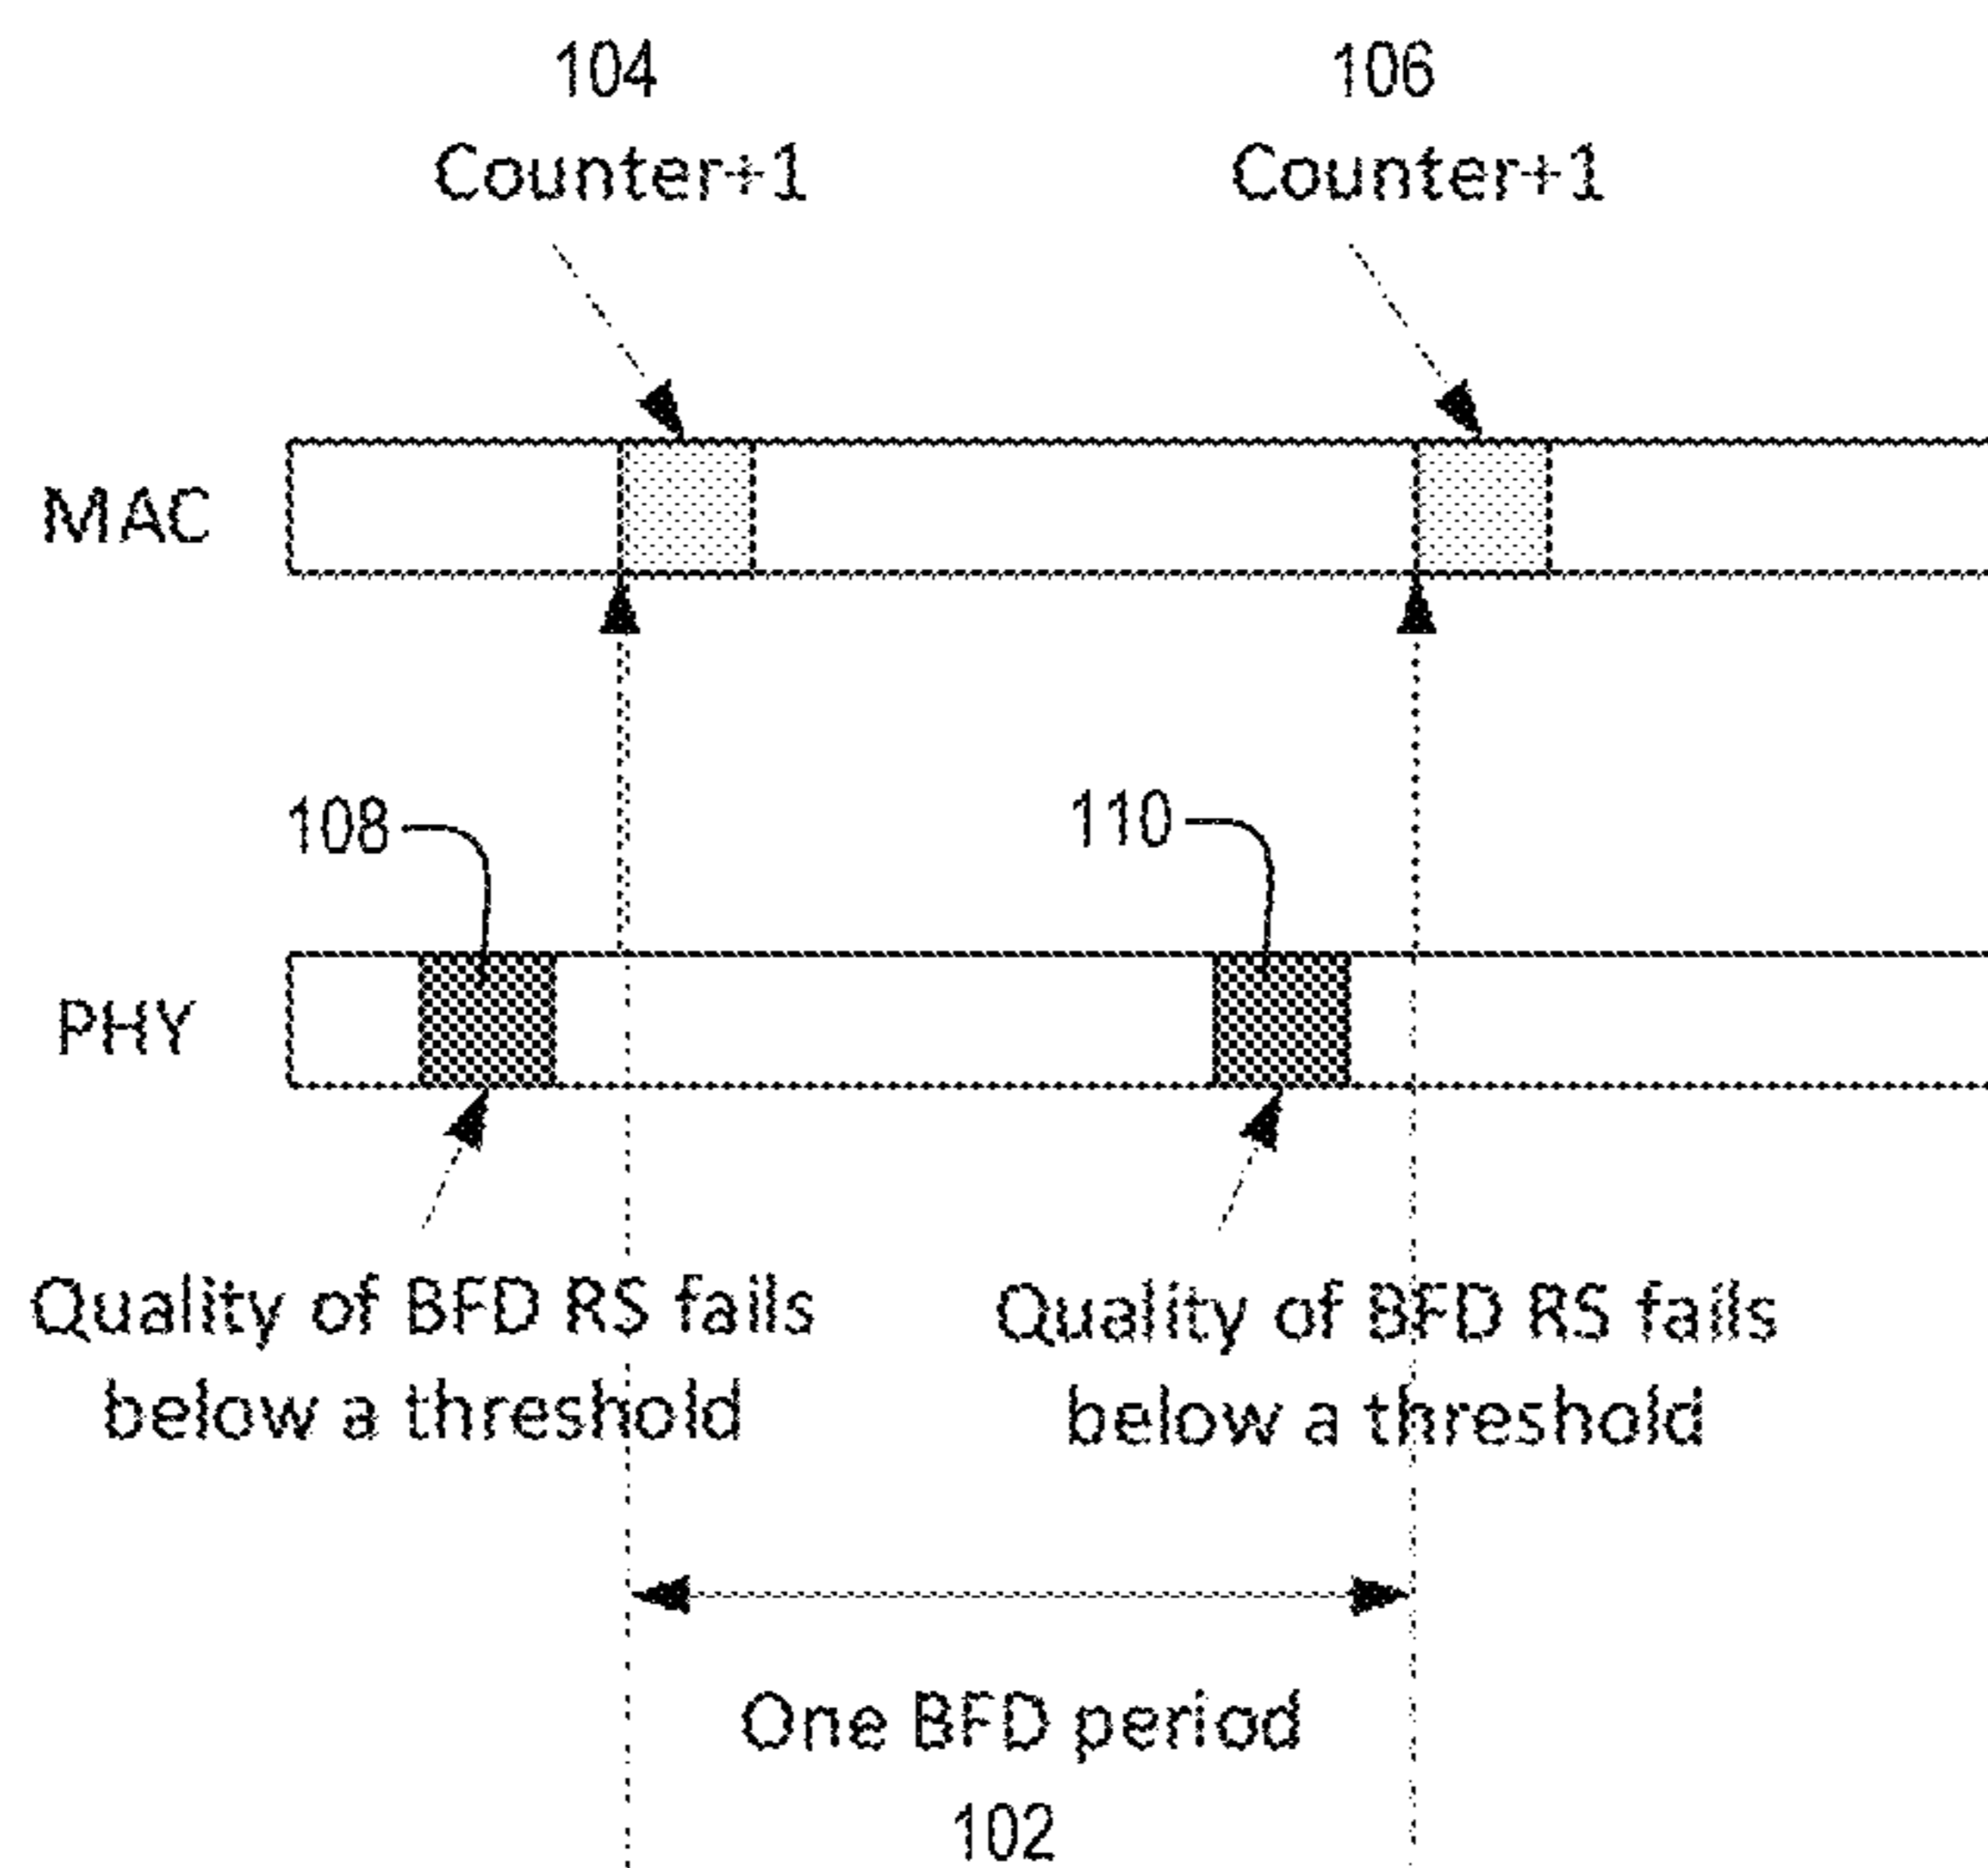 104
106
Counter+1
Counter+1
MAC
108
110
PHY
Quality of BFD RS fails
below a threshold
Quality of BFD RS fails
below a threshold
One BFD period
102